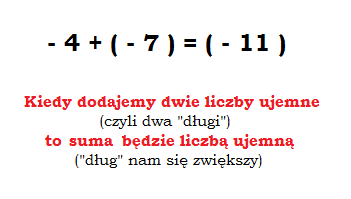 - 4 + ( - 7 ) = ( - 11 )
Kiedy dodajemy dwie liczby ujemne
(czyli dwa "długi")
to suma będzie liczbą ujemną
("dług" nam się zwiększy)